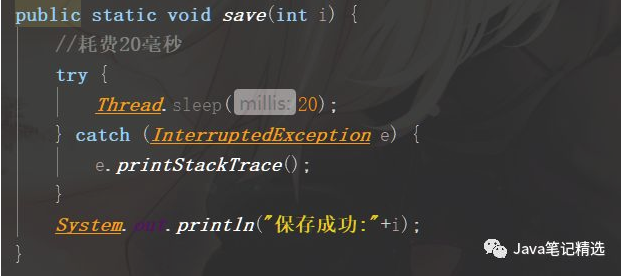 public static void save(int i) {
//耗费20毫秒
try {
Thread.sleep( millis: 20);
} catch (InterruptedException e) {
e.printStackTrace();
}
System.out.println("保存成功:"+i);
}
Java笔记精选